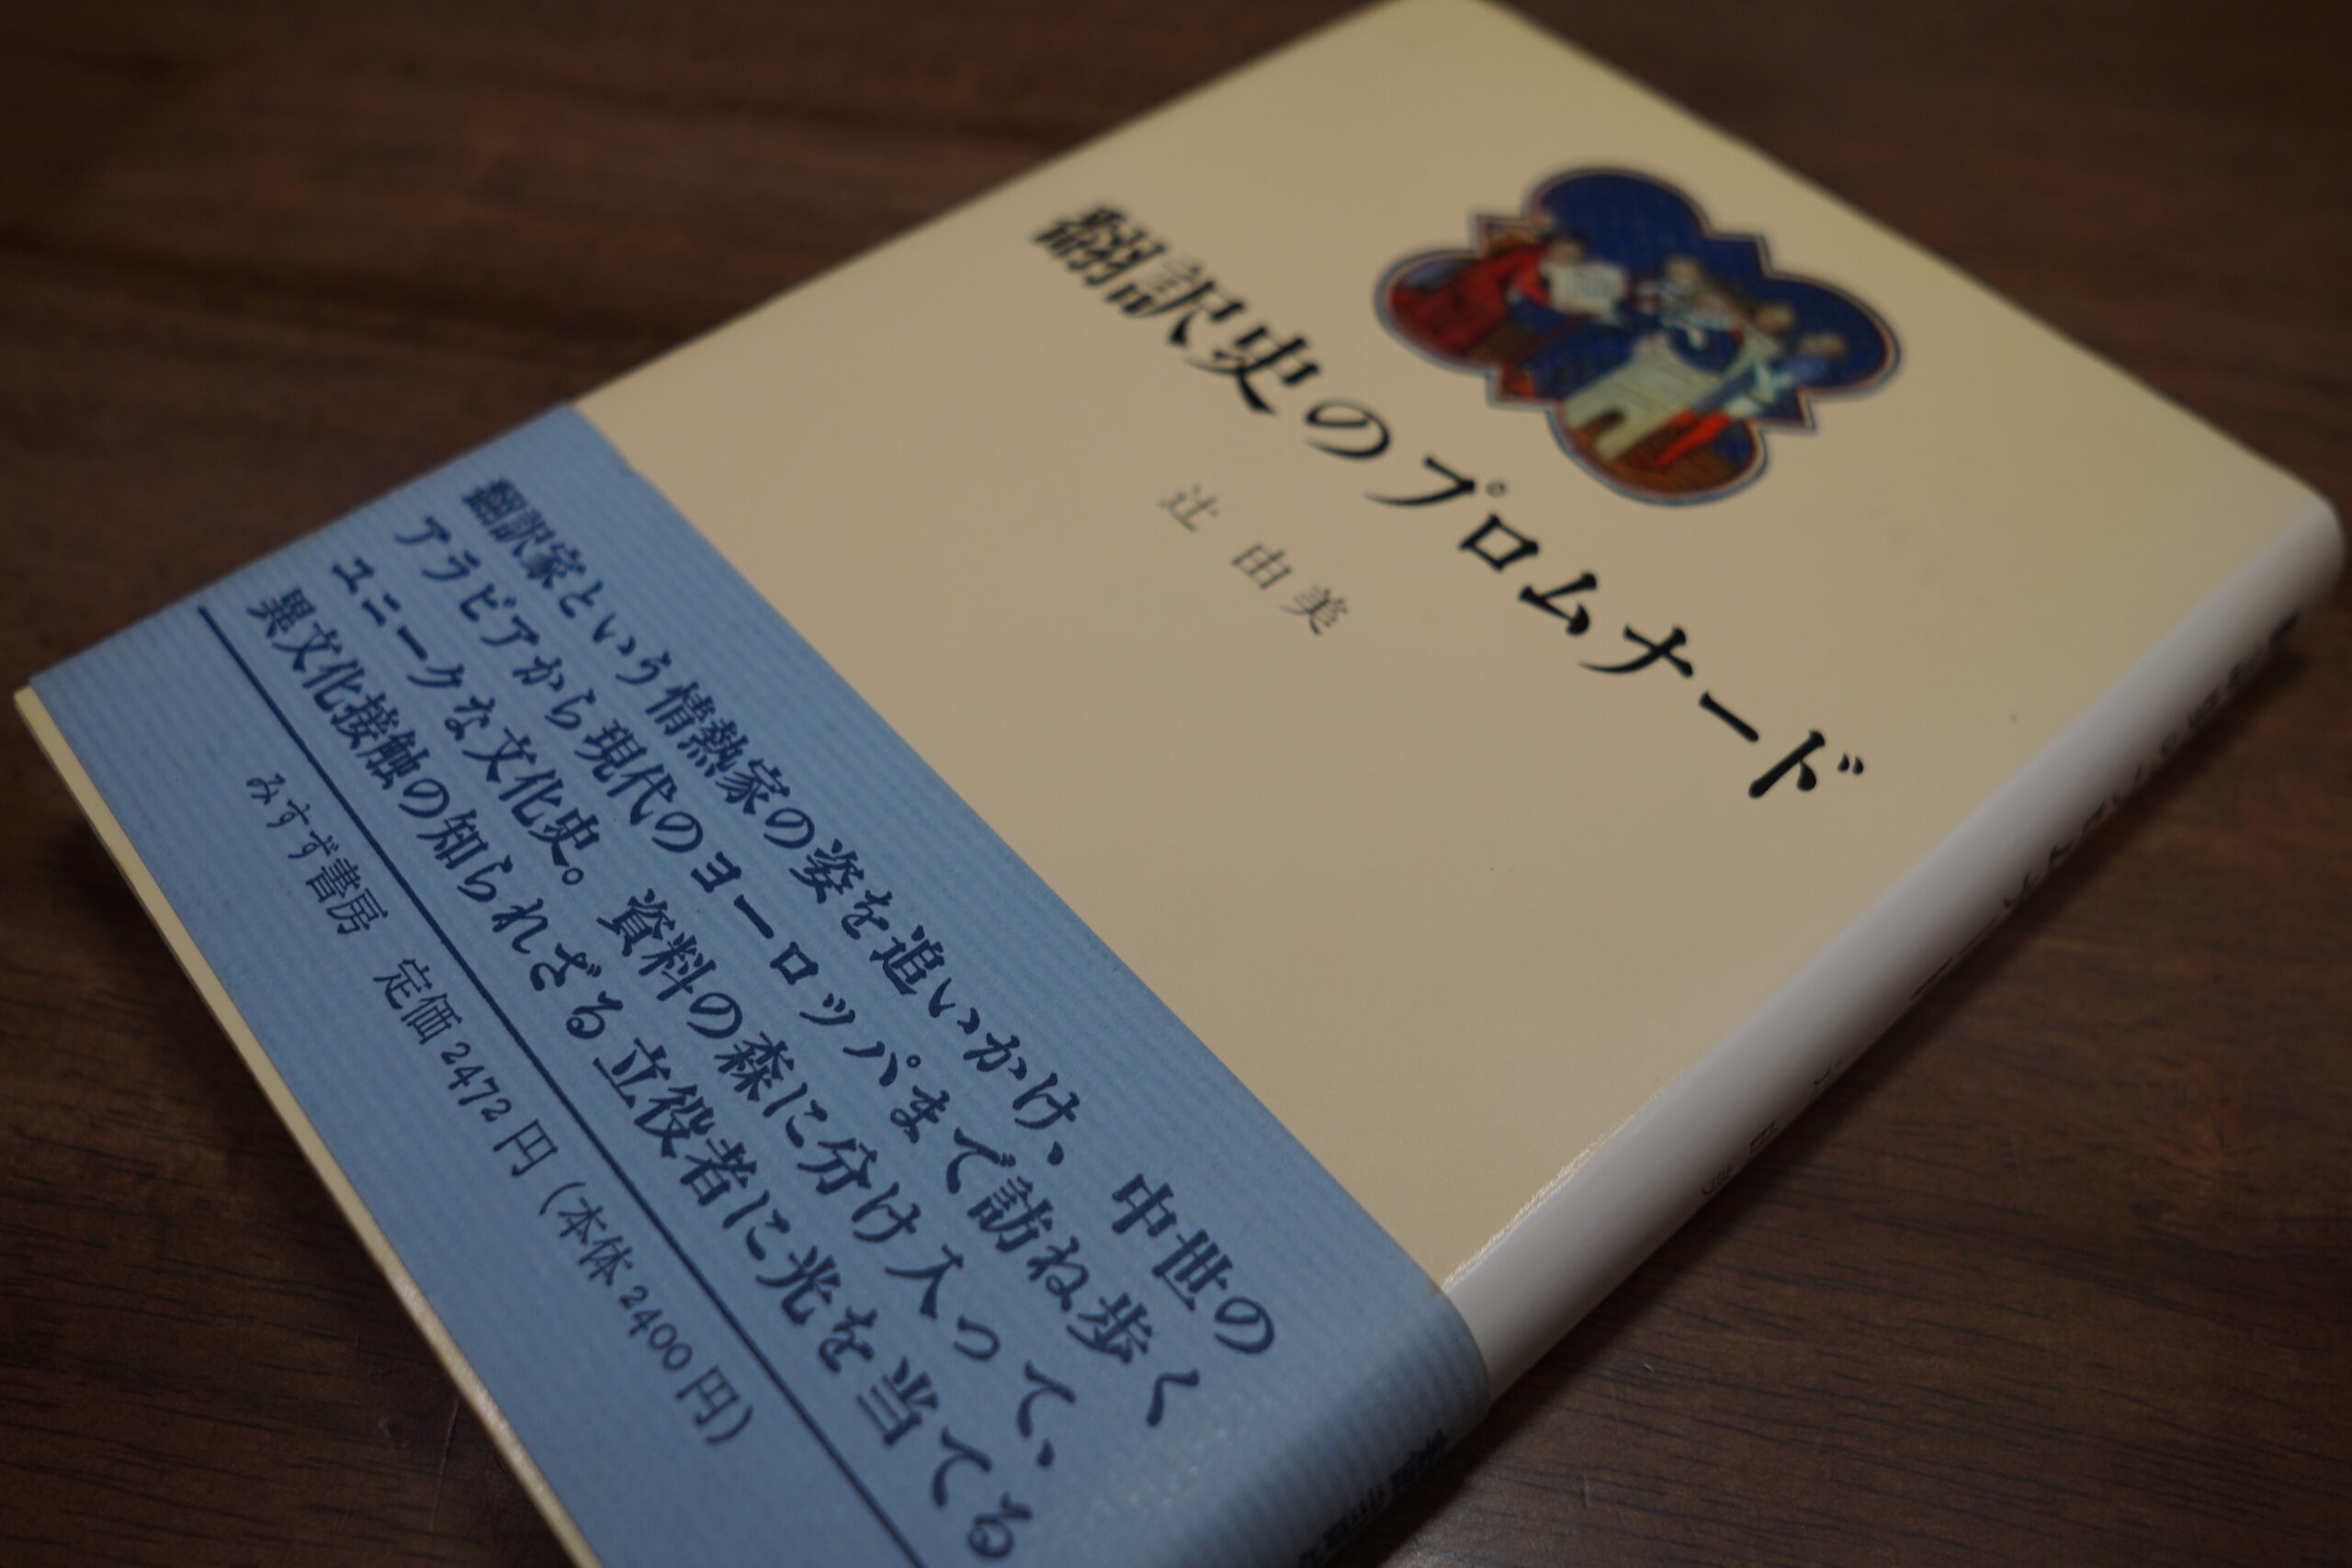 翻訳史のプロムナード
辻 由美
翻訳家という情熱家の姿を追いかけ、中世の
アラビアから現代のヨーロッパまで訪ね歩く
ユニークな文化史。資料の森に分け入って、
異文化接触の知られざる立役者に光を当てる
みすず書房 定価2472円(本体2400円)